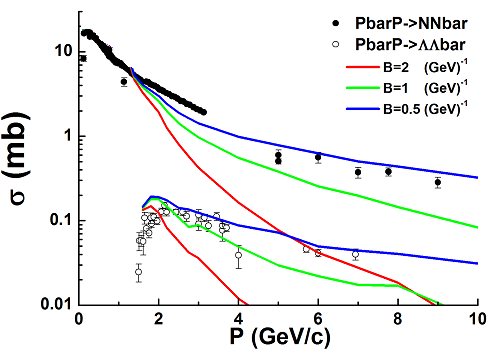 PbarP->NNbar
PbarP->ΛΛbar
B=2 (GeV)-1
B=1 (GeV)-1
B=0.5 (GeV)-1
σ (mb)
10
1
0.1
0.01
0 2 4 6 8 10
P (GeV/c)